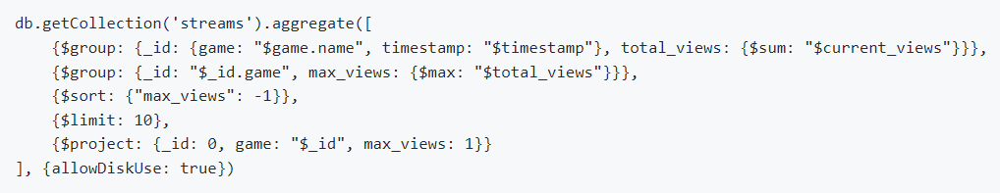 db.getCollection('streams').aggregate([
    {$group: {_id: {game: "$game.name", timestamp: "$timestamp"}, total_views: {$sum: "$current_views"}}},
    {$group: {_id: "$_id.game", max_views: {$max: "$total_views"}}},
    {$sort: {"max_views": -1}},
    {$limit: 10},
    {$project: {_id: 0, game: "$_id", max_views: 1}}
], {allowDiskUse: true})